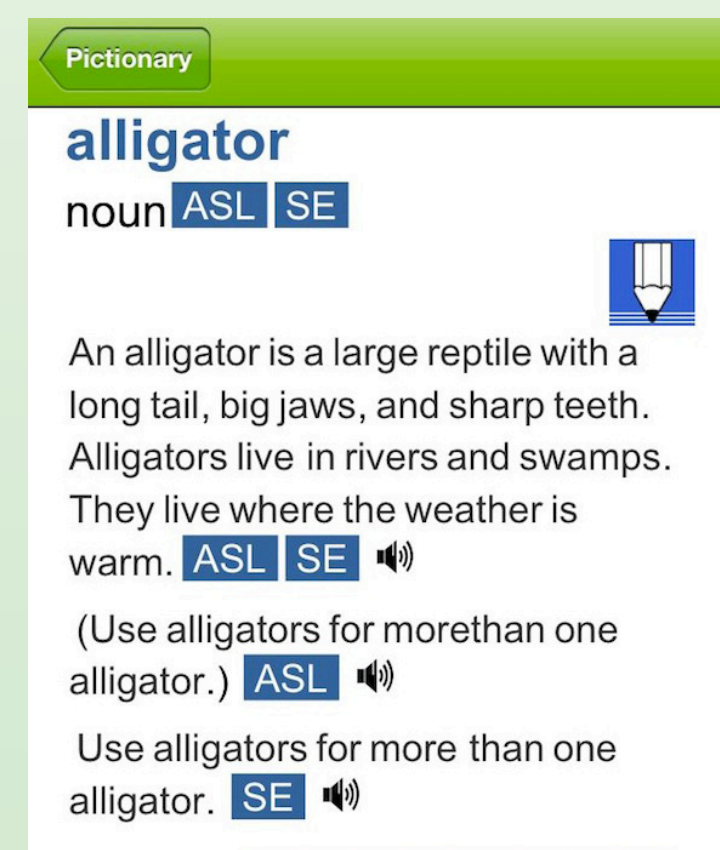 Pictionary
alligator
noun ASL SE
An alligator is a large reptile with a
long tail, big jaws, and sharp teeth.
Alligators live in rivers and swamps.
They live where the weather is
warm. ASL SE
(Use alligators for morethan one
alligator.) ASL
Use alligators for more than one
alligator. SE